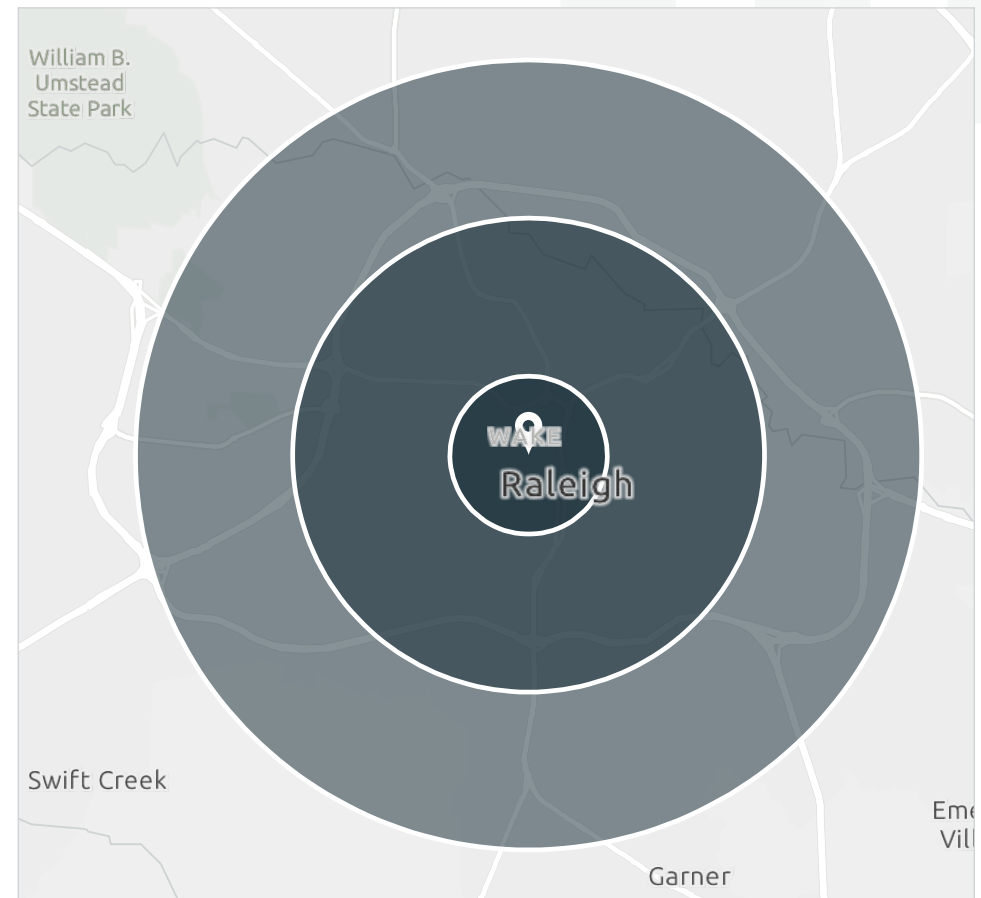 William B.
Umstead
State Park
WAKE
Raleigh
Swift Creek
Garner